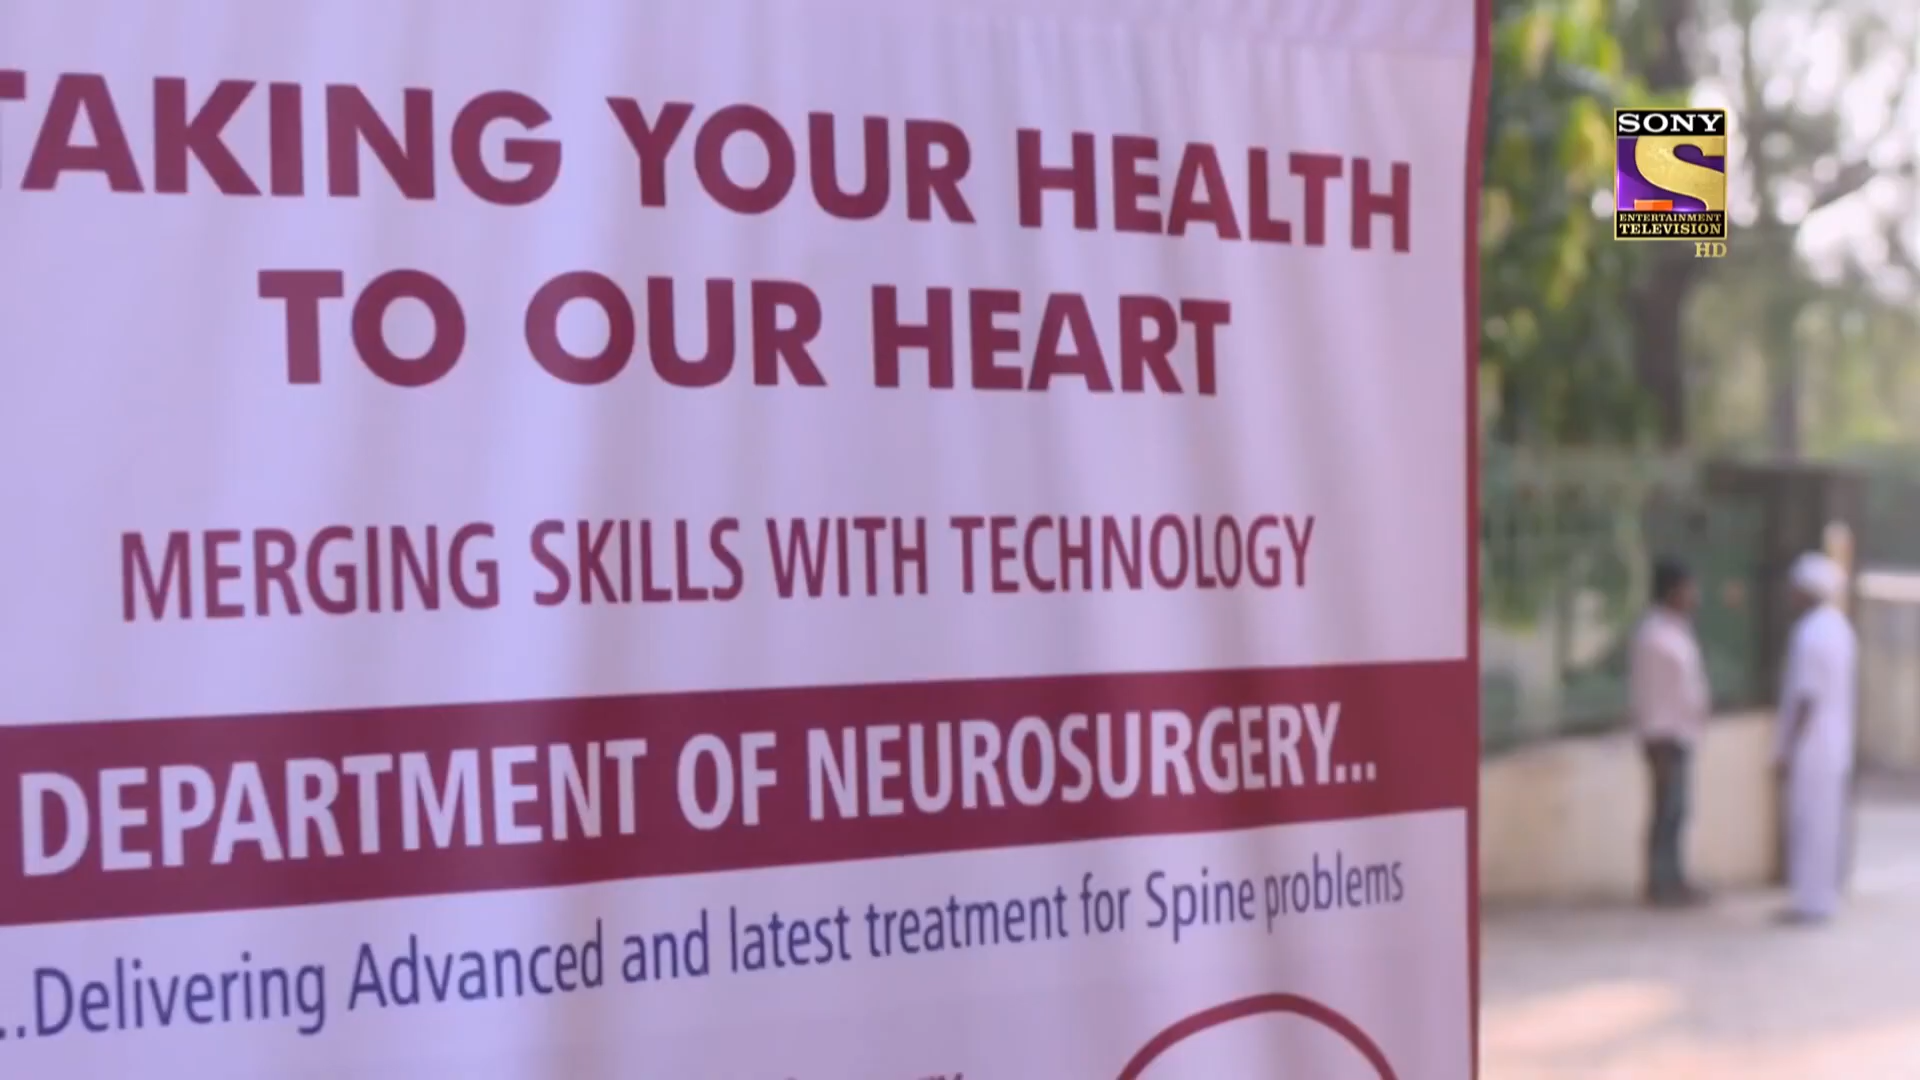 TAKING YOUR HEALTH
TO OUR HEART
MERGING SKILLS WITH TECHNOLOGY
DEPARTMENT OF NEUROSURGERY...
..Delivering Advanced and latest treatment for Spine problems
SONY
ENTERTAINMENT
TELEVISION
HD